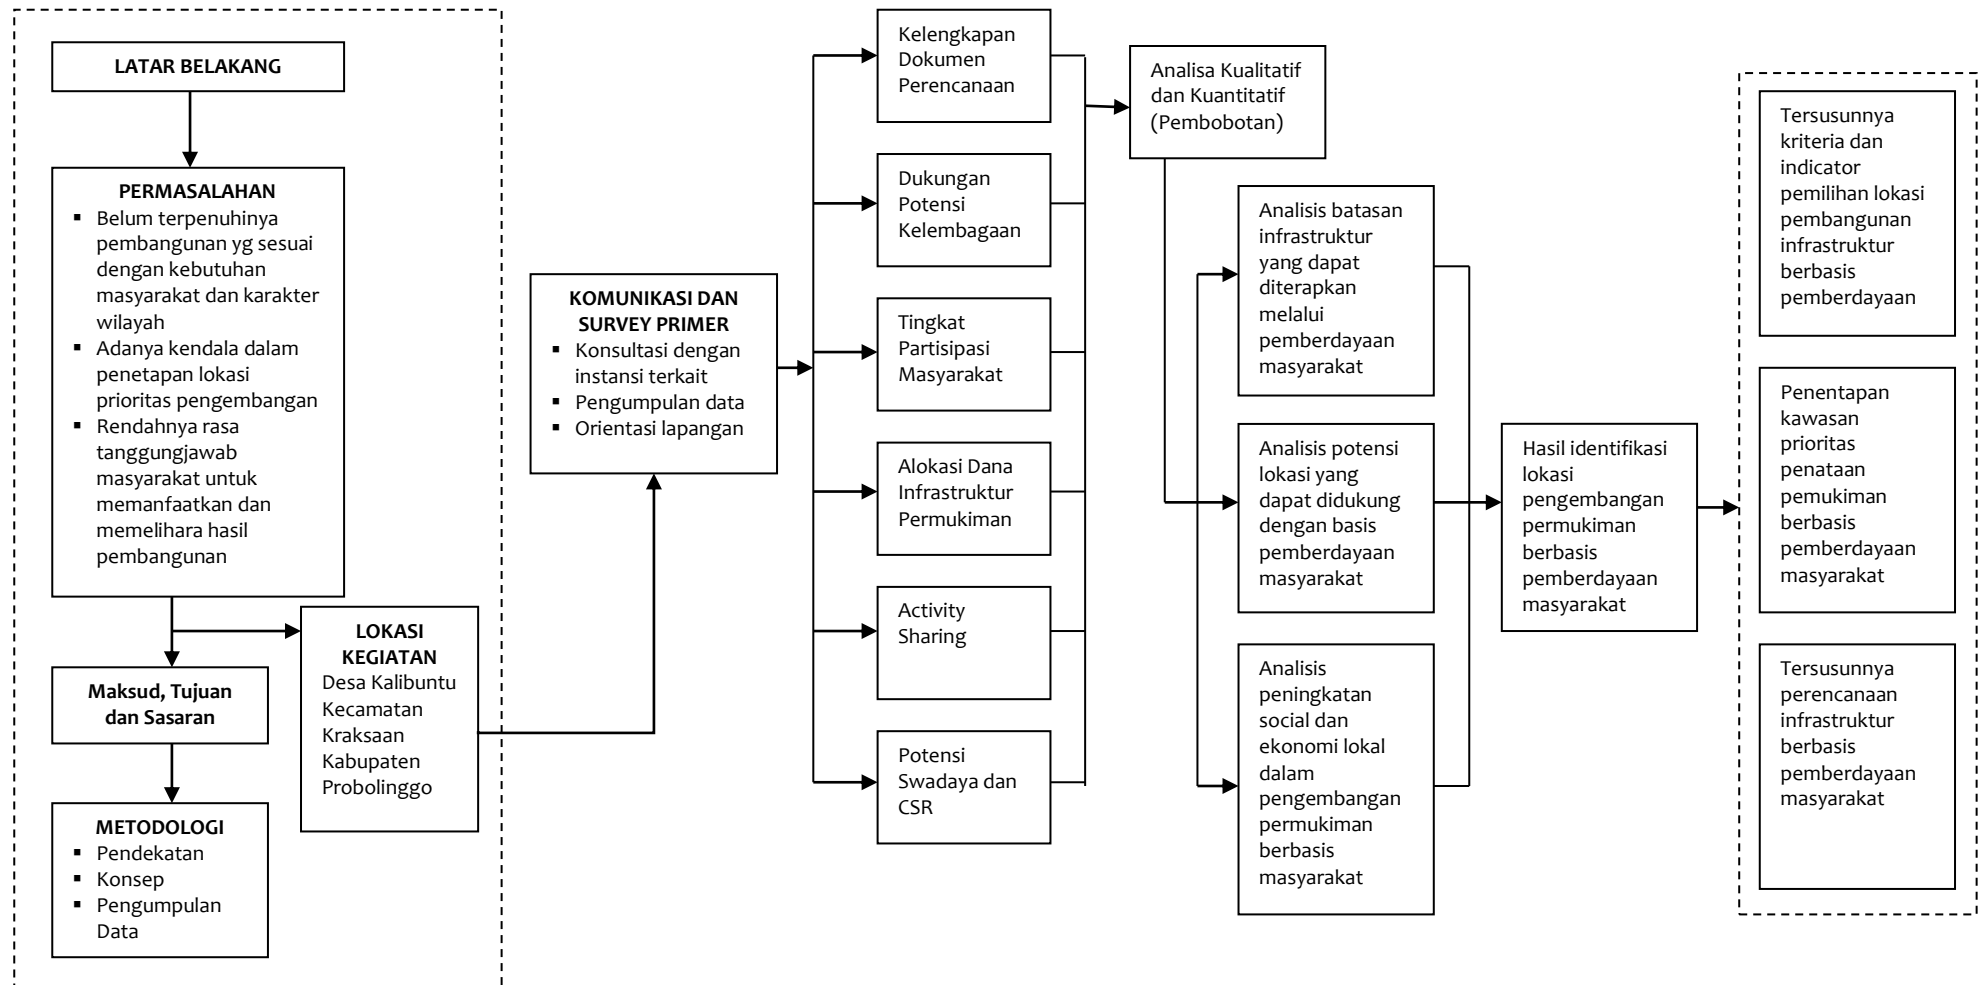 LATAR BELAKANG
PERMASALAHAN
▪ Belum terpenuhinya
pembangunan yg sesuai
dengan kebutuhan
masyarakat dan karakter
wilayah
▪ Adanya kendala dalam
penetapan lokasi
prioritas pengembangan
▪ Rendahnya rasa
tanggungjawab
masyarakat untuk
memanfaatkan dan
memelihara hasil
pembangunan
LOKASI
KEGIATAN
Desa Kalibuntu
Kecamatan
Kraksaan
Kabupaten
Probolinggo
Maksud, Tujuan
dan Sasaran
METODOLOGI
▪ Pendekatan
▪ Konsep
▪ Pengumpulan
Data
KOMUNIKASI DAN
SURVEY PRIMER
▪ Konsultasi dengan
instansi terkait
▪ Pengumpulan data
▪ Orientasi lapangan
Kelengkapan
Dokumen
Perencanaan
Dukungan
Potensi
Kelembagaan
Tingkat
Partisipasi
Masyarakat
Alokasi Dana
Infrastruktur
Permukiman
Activity
Sharing
Potensi
Swadaya dan
CSR
Analisa Kualitatif
dan Kuantitatif
(Pembobotan)
Analisis batasan
infrastruktur
yang dapat
diterapkan
melalui
pemberdayaan
masyarakat
Analisis potensi
lokasi yang
dapat didukung
dengan basis
pemberdayaan
masyarakat
Analisis
peningkatan
social dan
ekonomi lokal
dalam
pengembangan
permukiman
berbasis
masyarakat
Hasil identifikasi
lokasi
pengembangan
permukiman
berbasis
pemberdayaan
masyarakat
Tersusunnya
kriteria dan
indicator
pemilihan lokasi
pembangunan
infrastruktur
berbasis
pemberdayaan
Penentapan
kawasan
prioritas
penataan
pemukiman
berbasis
pemberdayaan
masyarakat
Tersusunnya
perencanaan
infrastruktur
berbasis
pemberdayaan
masyarakat